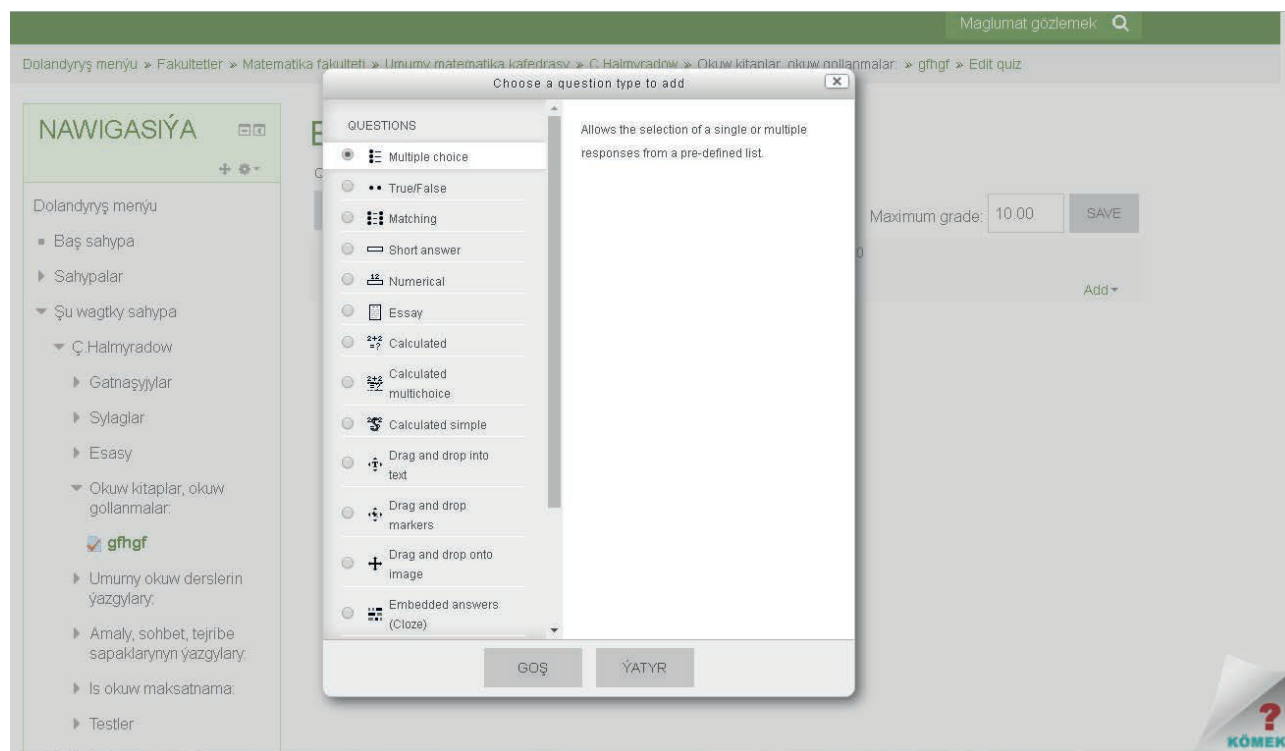 Maglumat gözlemek
Dolandyryş menýu » Fakultetler » Matematika fakulteti » Umumy matematika kafedrasy » Ç.Halmyradow » Okuw kitaplar, okuw gollanmalar: » gfhgf » Edit quiz
Choose a question type to add
NAWIGASIÝA
Dolandyryş menýu
Baş sahypa
Sahypalar
Şu wagtky sahypa
Ç.Halmyradow
Gatnaşyjylar
Sylaglar
Esasy
Okuw kitaplar, okuw
gollanmalar:
gfhgf
Umumy okuw derslerin
ýazgylary:
Amaly, sohbet, tejribe
sapaklarynyn ýazgylary:
Is okuw maksatnama:
Testler
E
Q
QUESTIONS
Multiple choice
True/False
Matching
Short answer
Numerical
Essay
Calculated
Calculated
multichoice
Calculated simple
Drag and drop into
text
Drag and drop
markers
Drag and drop onto
image
Embedded answers
(Cloze)
Allows the selection of a single or multiple
responses from a pre-defined list.
GOŞ ÝATYR
Maximum grade: 10.00 SAVE
0
Add
KÖMEK